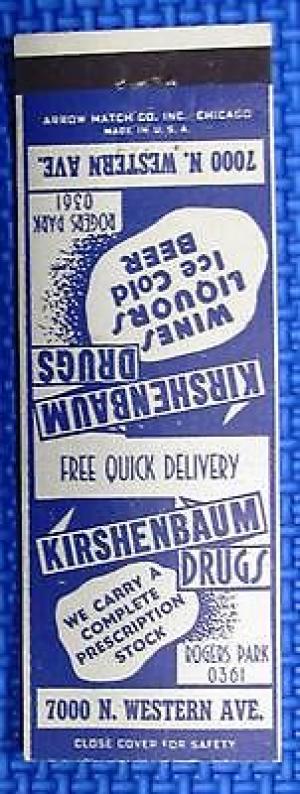 ARROW MATCH CO. INC. CHICAGO
MADE IN U. S. A.
7000 N. WESTERN AVE.
ROGERS PARK
0361
WINES
LIQUORS
Ice Cold
BEER
KIRSHENBAUM
DRUGS
FREE QUICK DELIVERY
KIRSHENBAUM
DRUGS
WE CARRY A
COMPLETE
PRESCRIPTION
STOCK
ROGERS PARK
0361
7000 N. WESTERN AVE.
CLOSE COVER FOR SAFETY